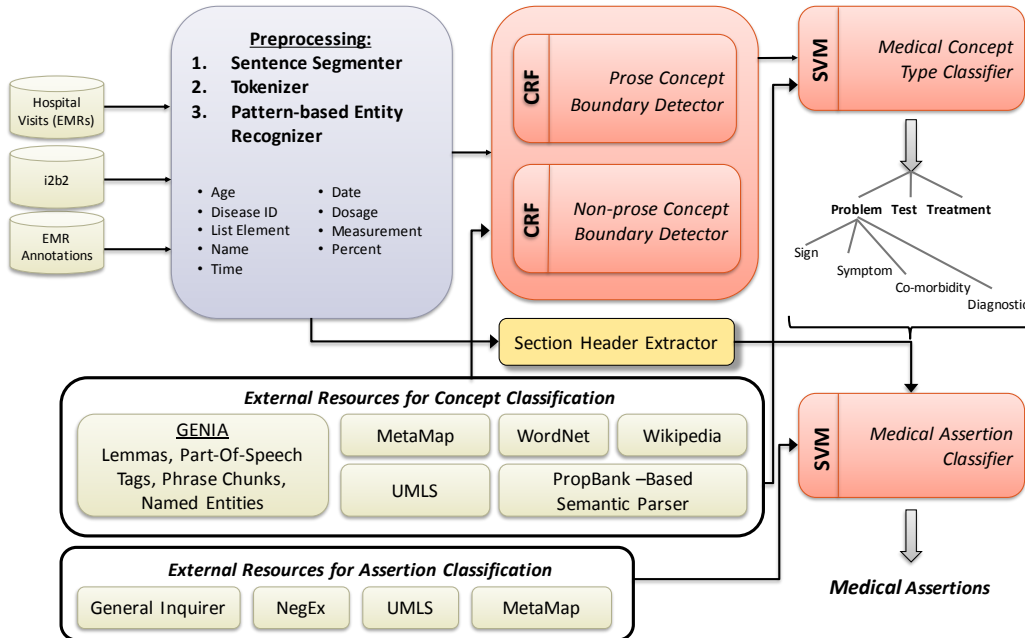 Hospital
Visits (EMRs)
i2b2
EMR
Annotations
Preprocessing:
1. Sentence Segmenter
2. Tokenizer
3. Pattern-based Entity
Recognizer
• Age
• Disease ID
• List Element
• Name
• Time
• Date
• Dosage
• Measurement
• Percent
CRF
Prose Concept
Boundary Detector
CRF
Non-prose Concept
Boundary Detector
SVM
Medical Concept
Type Classifier
Problem Test Treatment
Sign
Symptom
Co-morbidity
Diagnostic
Section Header Extractor
External Resources for Concept Classification
GENIA
Lemmas, Part-Of-Speech
Tags, Phrase Chunks,
Named Entities
MetaMap
WordNet
Wikipedia
UMLS
PropBank –Based
Semantic Parser
SVM
Medical Assertion
Classifier
External Resources for Assertion Classification
General Inquirer
NegEx
UMLS
MetaMap
Medical Assertions